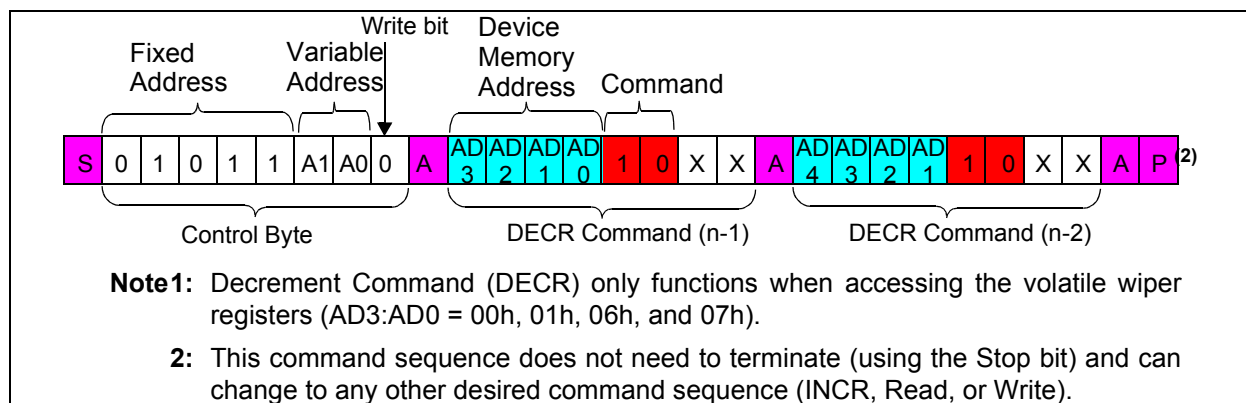 Write bit
Fixed Address
Variable Address
Device Memory Address
Command
S 0 1 0 1 1 A1 A0 0 A AD3 AD2 AD1 AD0 1 0 X X A AD4 AD3 AD2 AD1 1 0 X X A P (2)
Control Byte
DECR Command (n-1)
DECR Command (n-2)
Note1: Decrement Command (DECR) only functions when accessing the volatile wiper
registers (AD3:AD0 = 00h, 01h, 06h, and 07h).
2: This command sequence does not need to terminate (using the Stop bit) and can
change to any other desired command sequence (INCR, Read, or Write).